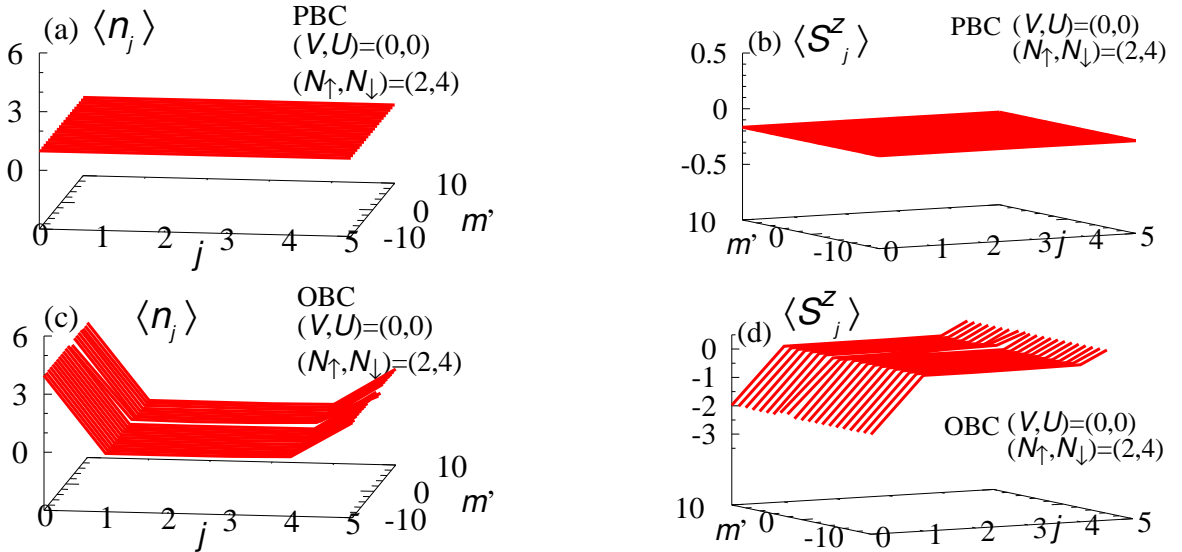 (a) ⟨n_j⟩
PBC
(V,U)=(0,0)
(N↑,N↓)=(2,4)
6
3
0
0 1 2 3 4 5
j
-10 0 10
m'
(b) ⟨S^z_j⟩
PBC (V,U)=(0,0)
(N↑,N↓)=(2,4)
0.5
0
-0.5
10 0 -10
m'
0 1 2 3 4 5
j
(c) ⟨n_j⟩
OBC
(V,U)=(0,0)
(N↑,N↓)=(2,4)
6
3
0
0 1 2 3 4 5
j
-10 0 10
m'
(d) ⟨S^z_j⟩
0
-1
-2
-3
OBC (V,U)=(0,0)
(N↑,N↓)=(2,4)
10 0 -10
m'
0 1 2 3 4 5
j